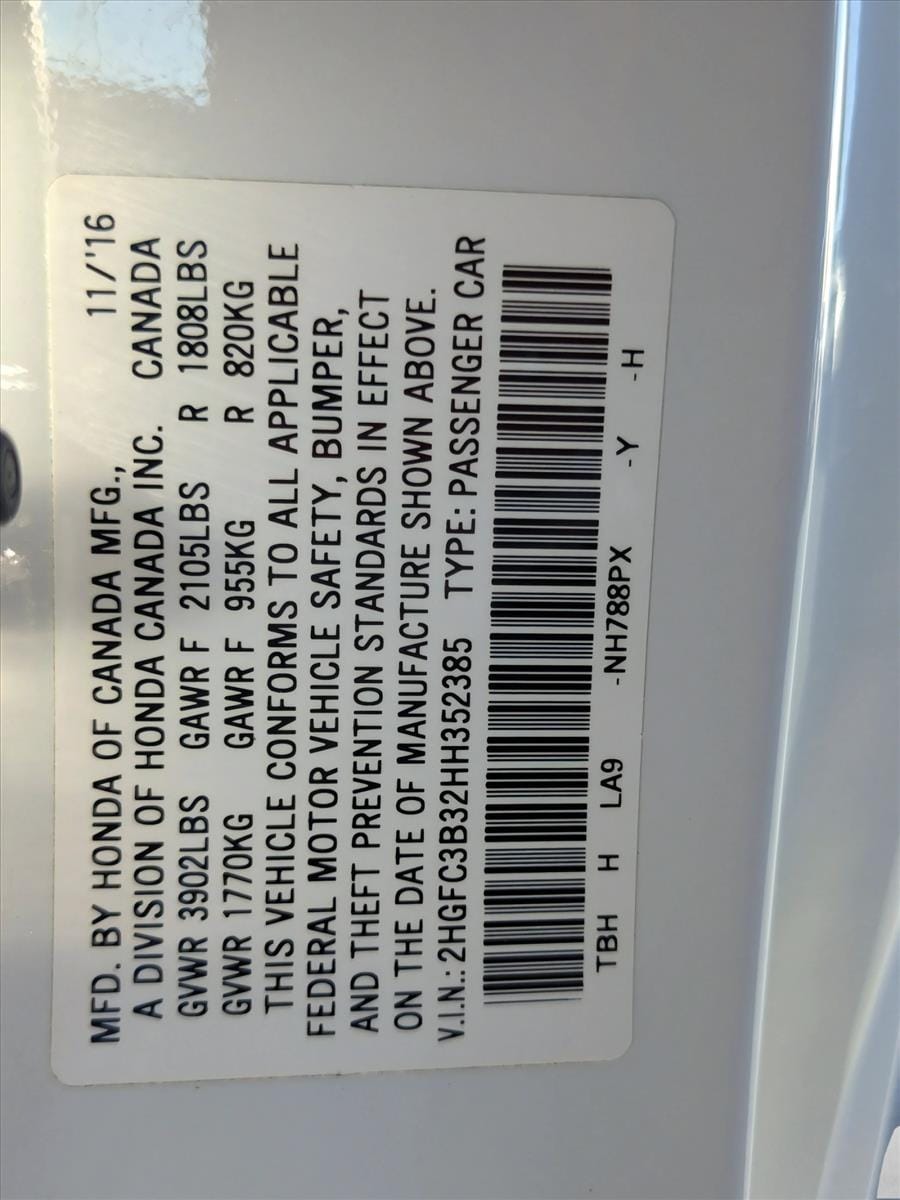 MFD. BY HONDA OF CANADA MFG., 11/'16
A DIVISION OF HONDA CANADA INC. CANADA
GVWR 3902LBS GAWR F 2105LBS R 1808LBS
GVWR 1770KG GAWR F 955KG R 820KG
THIS VEHICLE CONFORMS TO ALL APPLICABLE
FEDERAL MOTOR VEHICLE SAFETY, BUMPER,
AND THEFT PREVENTION STANDARDS IN EFFECT
ON THE DATE OF MANUFACTURE SHOWN ABOVE.
V.I.N.: 2HGFC3B32HH352385 TYPE: PASSENGER CAR
TBH H LA9 -NH788PX -Y -H